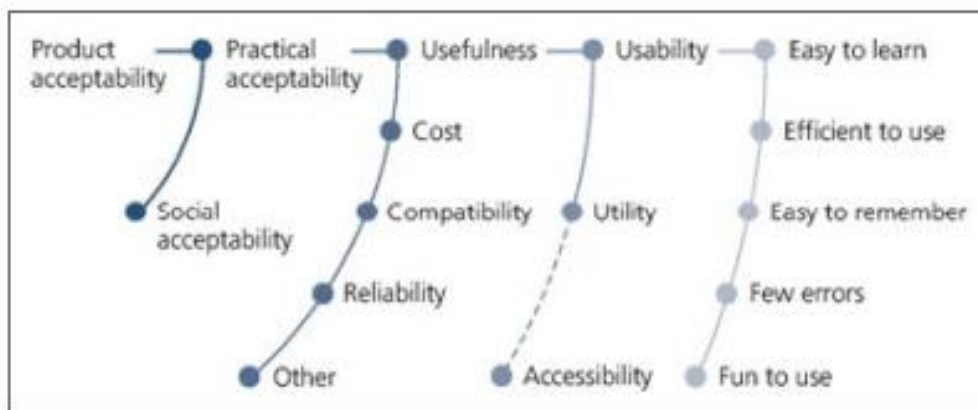 Product acceptability
Practical acceptability
Usefulness
Usability
Easy to learn
Cost
Efficient to use
Social acceptability
Compatibility
Utility
Easy to remember
Reliability
Few errors
Other
Accessibility
Fun to use